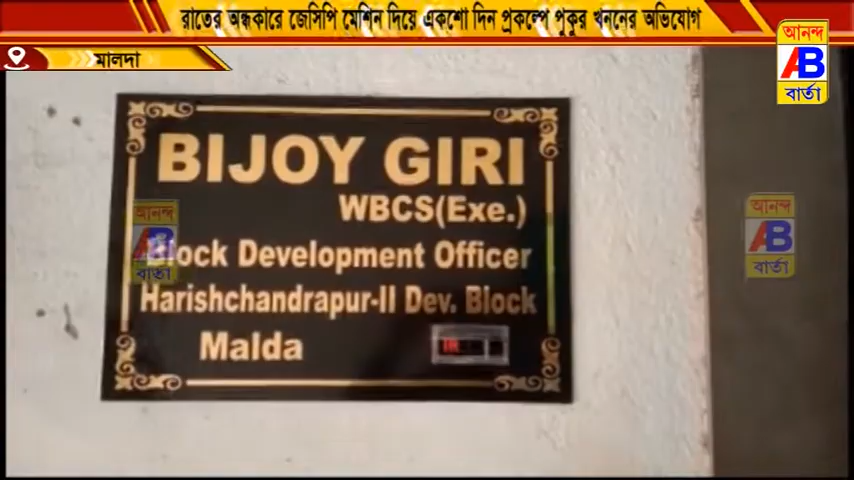 রাতের অন্ধকারে জেসিপি মেশিন দিয়ে একশো দিন প্রকল্পে পুকুর খননের অভিযোগ
মালদা
আনন্দ
AB
বার্তা
BIJOY GIRI
WBCS(Exe.)
Block Development Officer
Harishchandrapur-II Dev. Block
Malda
IR
আনন্দ
AB
বার্তা
আনন্দ
AB
বার্তা